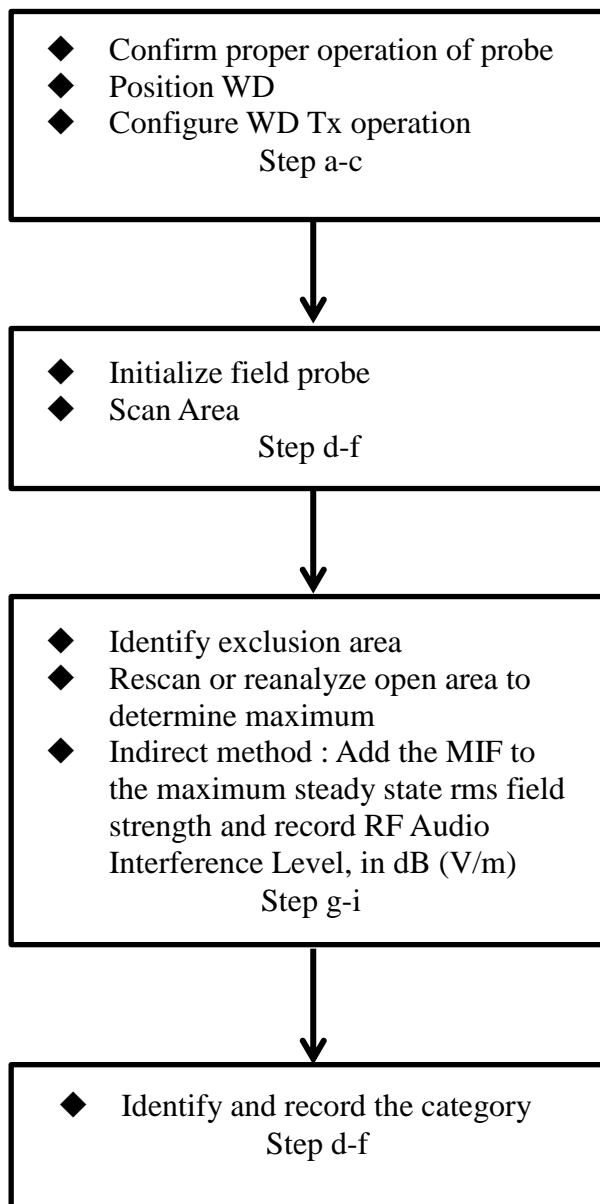 ◆ Confirm proper operation of probe
◆ Position WD
◆ Configure WD Tx operation
Step a-c
◆ Initialize field probe
◆ Scan Area
Step d-f
◆ Identify exclusion area
◆ Rescan or reanalyze open area to
determine maximum
◆ Indirect method : Add the MIF to
the maximum steady state rms field
strength and record RF Audio
Interference Level, in dB (V/m)
Step g-i
◆ Identify and record the category
Step d-f